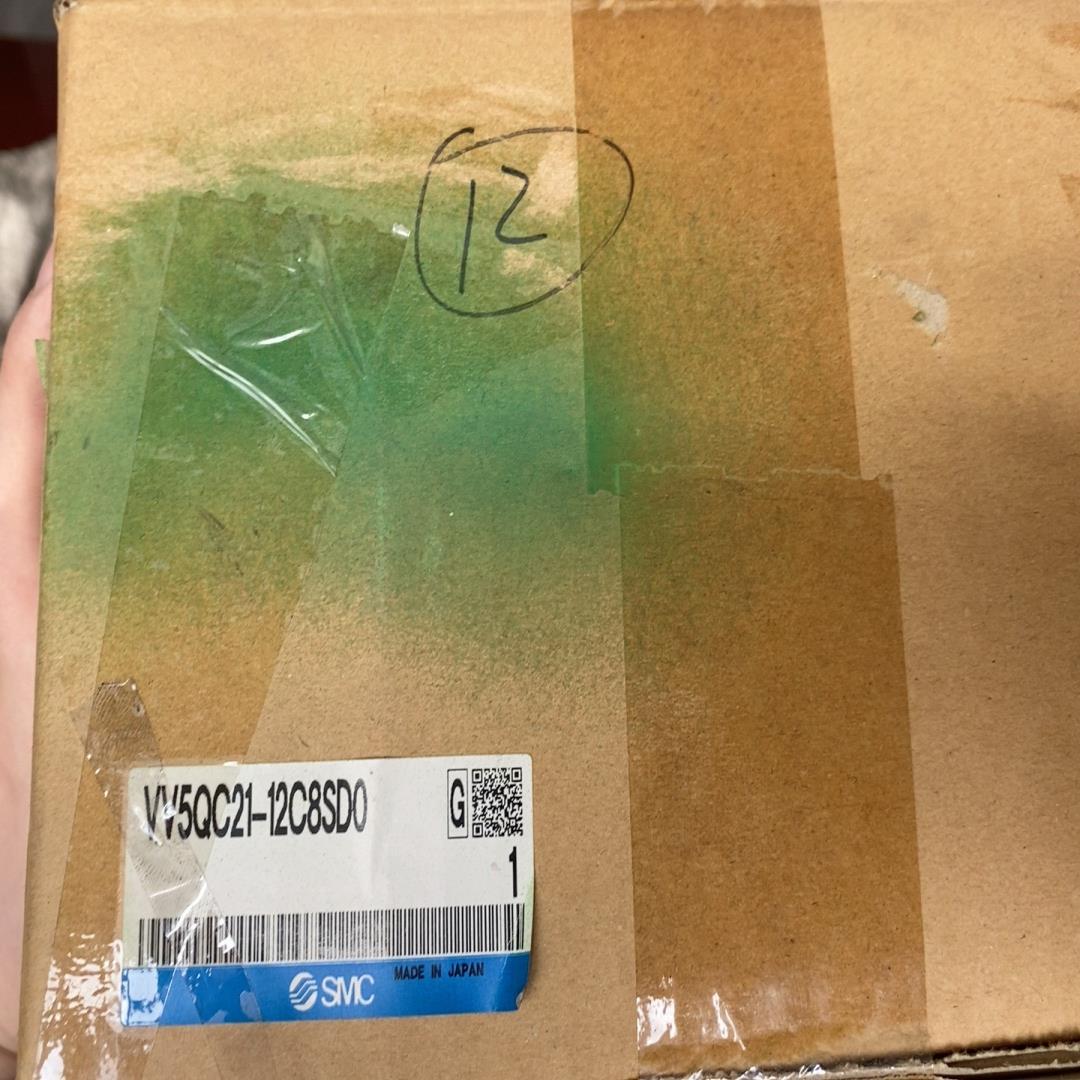 12
VV5QC21-12C8SD0
G
1
SMC
MADE IN JAPAN